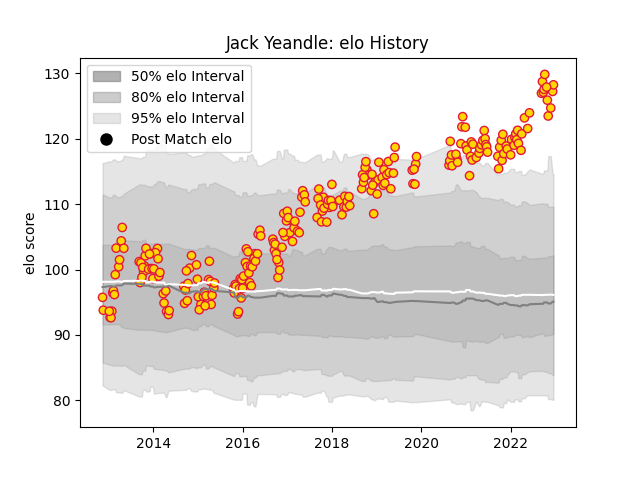 Jack Yeandle: elo History
50% elo Interval
80% elo Interval
95% elo Interval
Post Match elo
elo score
130
120
110
100
90
80
2014
2016
2018
2020
2022